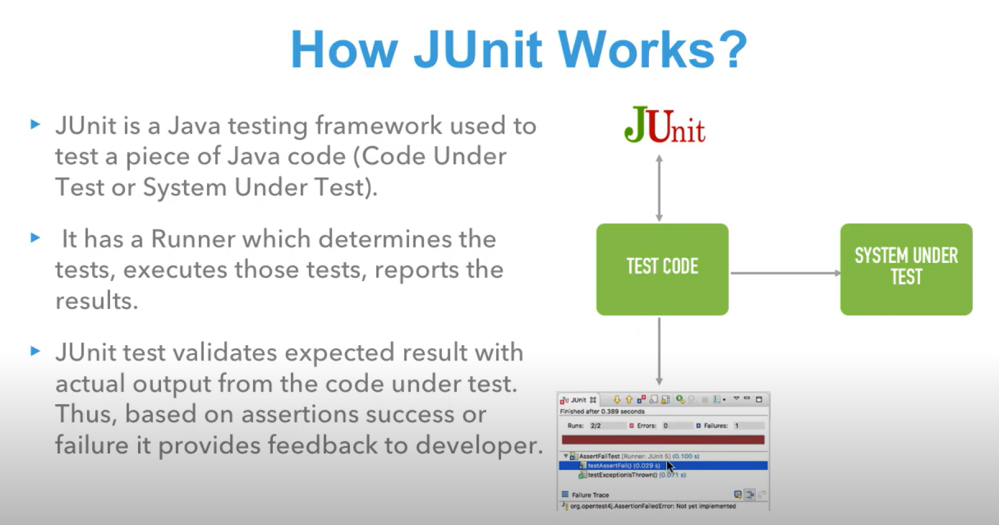 How JUnit Works?
JUnit is a Java testing framework used to
test a piece of Java code (Code Under
Test or System Under Test).
It has a Runner which determines the
tests, executes those tests, reports the
results.
JUnit test validates expected result with
actual output from the code under test.
Thus, based on assertions success or
failure it provides feedback to developer.
JUnit
TEST CODE
SYSTEM UNDER
TEST
JUnit
Finished after 0.389 seconds
Runs: 2/2 Errors: 0 Failures: 1
AssertFailTest [Runner: JUnit 5] (0.100 s)
testAssertFail() (0.029 s)
testExceptionIsThrown() (0.071 s)
Failure Trace
org.opentest4j.AssertionFailedError: Not yet implemented